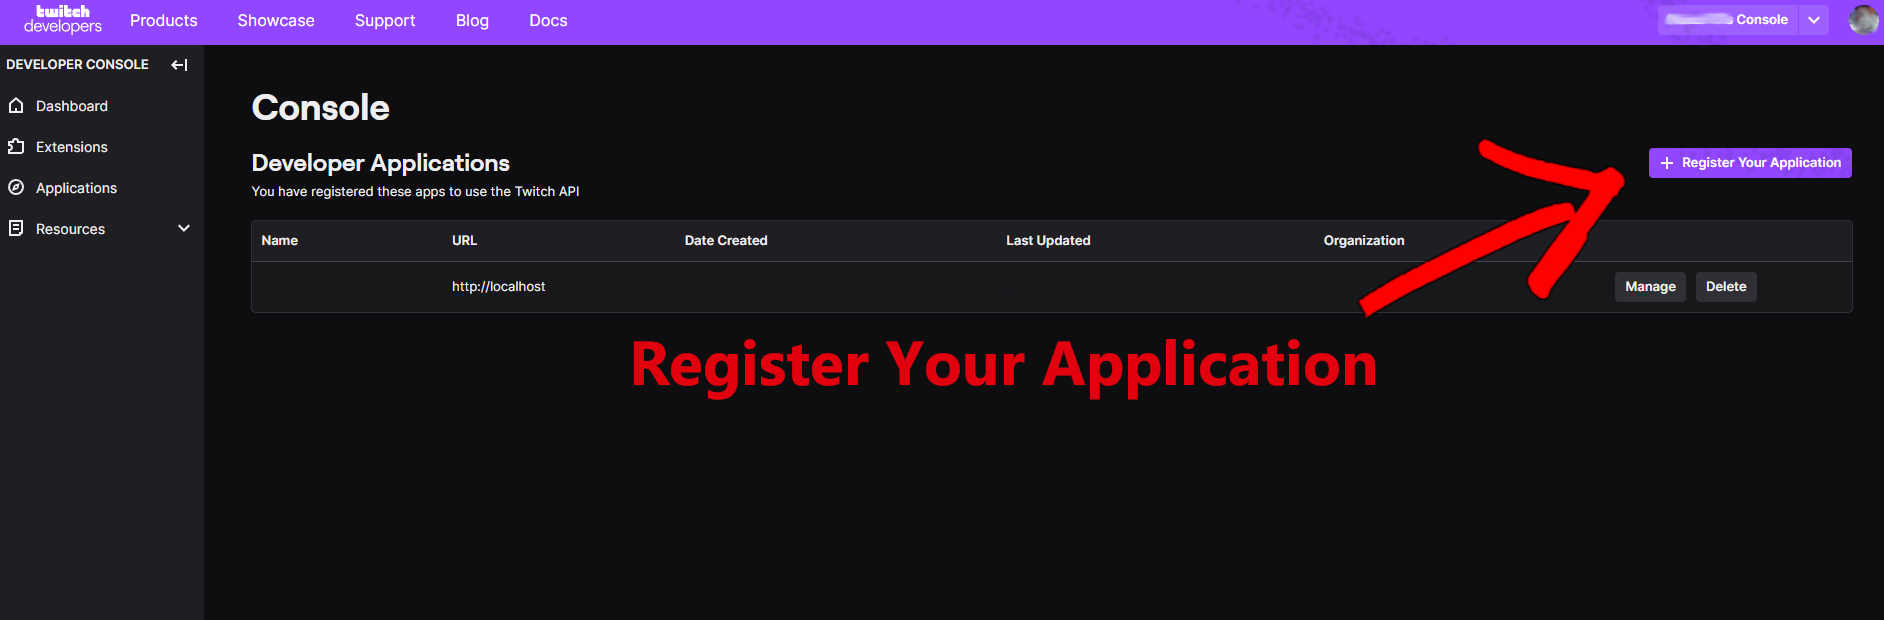 twitch
developers
Products
Showcase
Support
Blog
Docs
Console
DEVELOPER CONSOLE
Dashboard
Extensions
Applications
Resources
Console
Developer Applications
You have registered these apps to use the Twitch API
+ Register Your Application
Name URL Date Created Last Updated Organization
http://localhost Manage Delete
Register Your Application